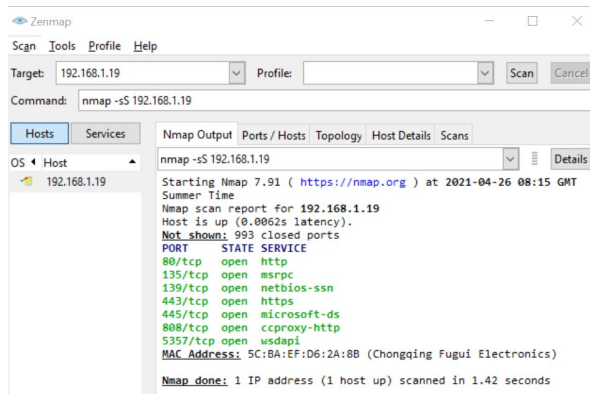 Zenmap
Scan Tools Profile Help
Target: 192.168.1.19 Profile: Scan Cancel
Command: nmap -sS 192.168.1.19
Hosts Services Nmap Output Ports / Hosts Topology Host Details Scans
OS Host nmap -sS 192.168.1.19 Details
192.168.1.19
Starting Nmap 7.91 ( https://nmap.org ) at 2021-04-26 08:15 GMT
Summer Time
Nmap scan report for 192.168.1.19
Host is up (0.0062s latency).
Not shown: 993 closed ports
PORT STATE SERVICE
80/tcp open http
135/tcp open msrpc
139/tcp open netbios-ssn
443/tcp open https
445/tcp open microsoft-ds
808/tcp open ccproxy-http
5357/tcp open wsdapi
MAC Address: 5C:BA:EF:D6:2A:8B (Chongqing Fugui Electronics)
Nmap done: 1 IP address (1 host up) scanned in 1.42 seconds